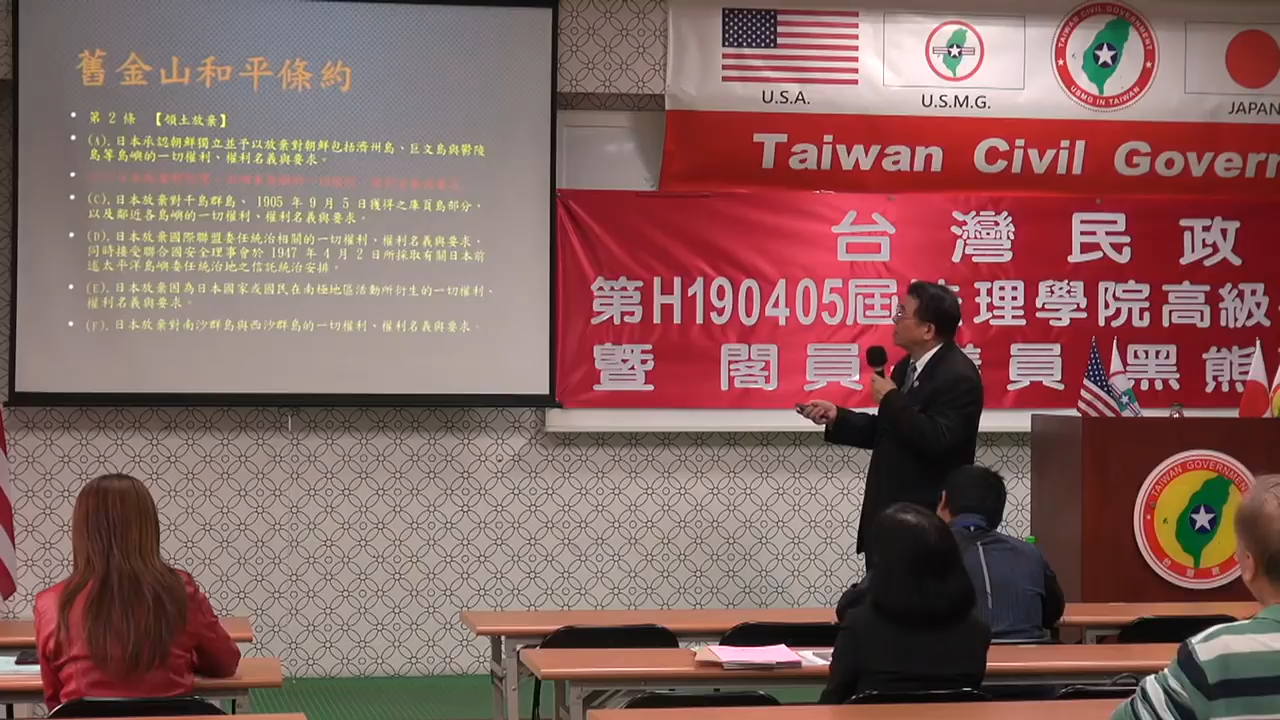 舊金山和平條約
• 第 2 條 【領土放棄】
• (A). 日本承認朝鮮獨立並予以放棄對朝鮮包括濟州島、巨文島與鬱陵
島等島嶼的一切權利、權利名義與要求。
• (C). 日本放棄對千島群島、 1905 年 9 月 5 日獲得之庫頁島部分,
以及鄰近各島嶼的一切權利、權利名義與要求。
• (D). 日本放棄國際聯盟委任統治相關的一切權利、權利名義與要求,
同時接受聯合國安全理事會於 1947 年 4 月 2 日所採取有關日本前
述太平洋島嶼委任統治地之信託統治安排。
• (E). 日本放棄因為日本國家或國民在南極地區活動所衍生的一切權利、
權利名義與要求。
• (F). 日本放棄對南沙群島與西沙群島的一切權利、權利名義與要求。
U.S.A.
U.S.M.G.
TAIWAN CIVIL GOVERNMENT
USMG IN TAIWAN
JAPAN
Taiwan Civil Govern
台灣民政
第H190405屆 理學院高級
暨 閣員 議員 黑熊
TAIWAN GOVERNMENT
台灣